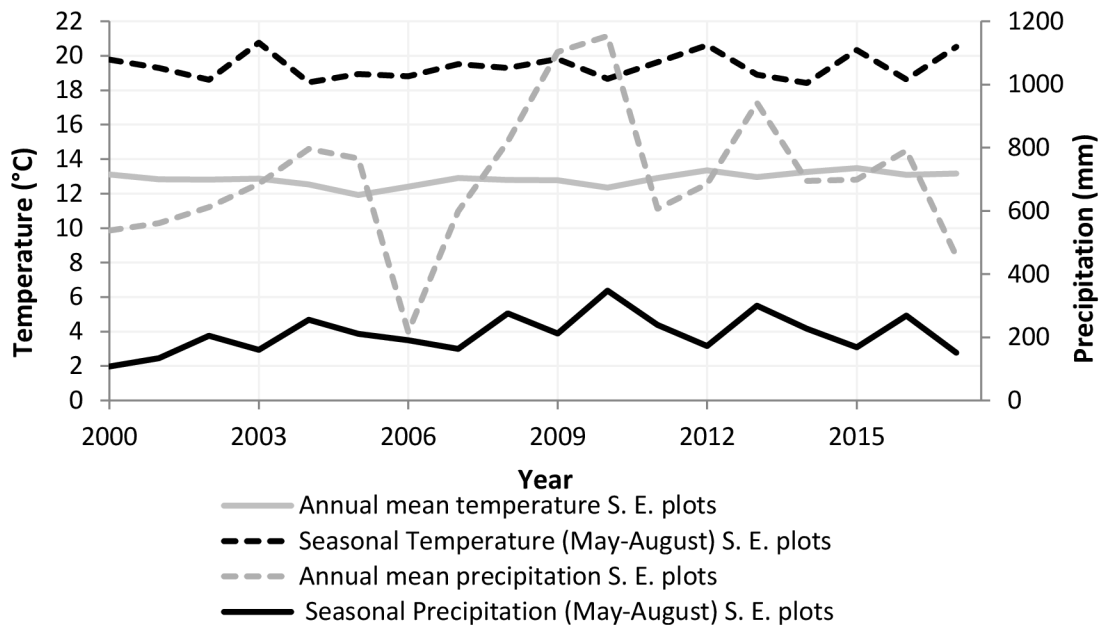 22
20
18
16
14
12
10
8
6
4
2
0
Temperature (°C)
1200
1000
800
600
400
200
0
Precipitation (mm)
2000 2003 2006 2009 2012 2015
Year
Annual mean temperature S. E. plots
Seasonal Temperature (May-August) S. E. plots
Annual mean precipitation S. E. plots
Seasonal Precipitation (May-August) S. E. plots